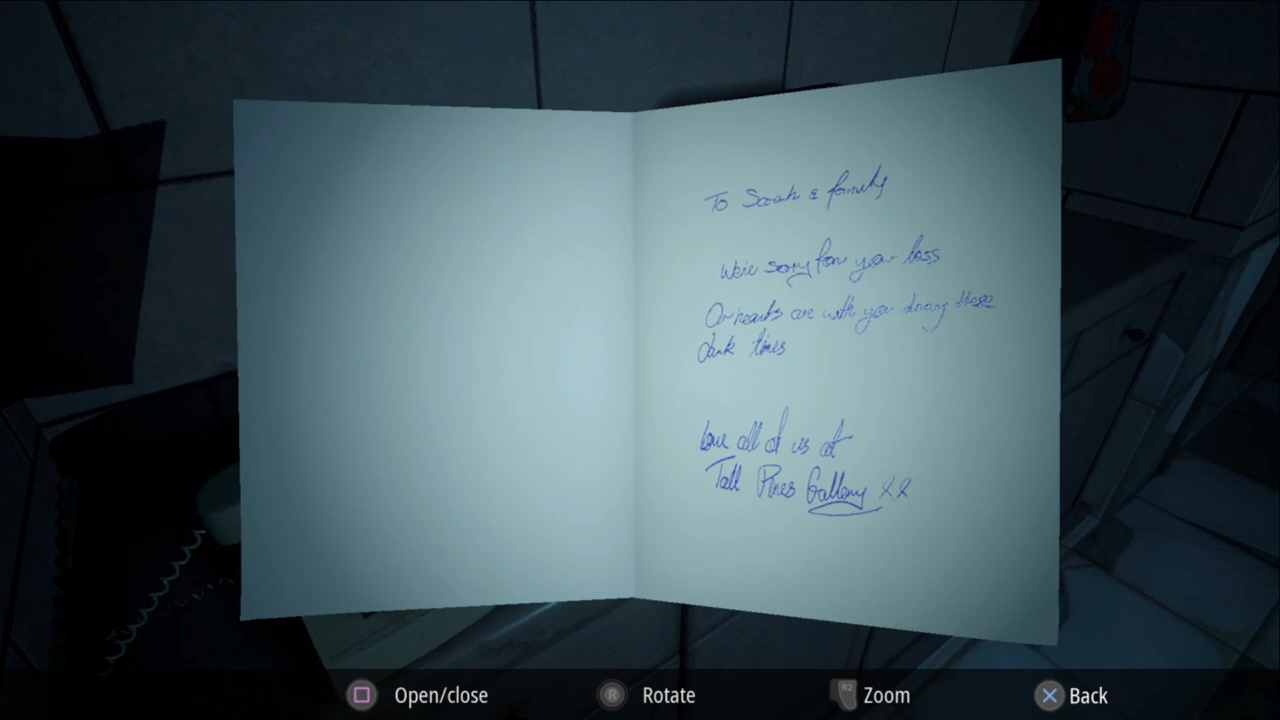 To Sarah & family
We're sorry for your loss
Our hearts are with you during these
dark times
Love all of us at
Tall Pines Gallery xx
Open/close
R
Rotate
R2
Zoom
Back